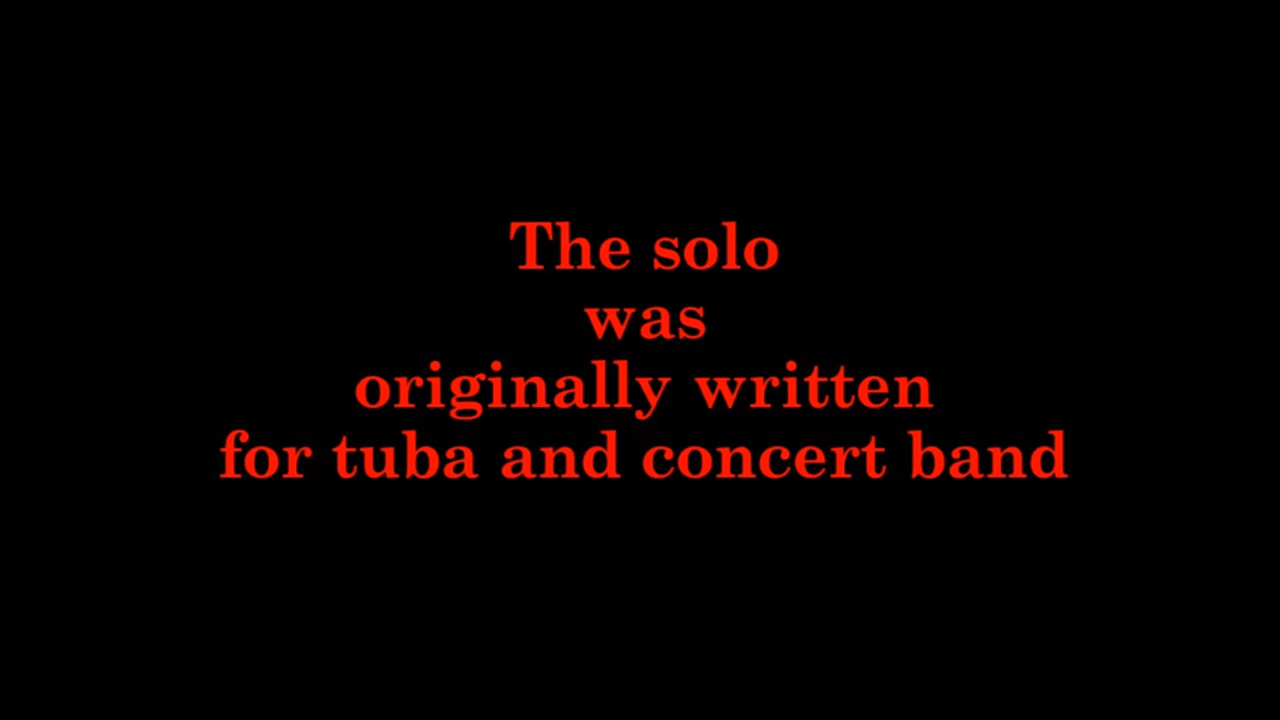 The solo
was
originally written
for tuba and concert band